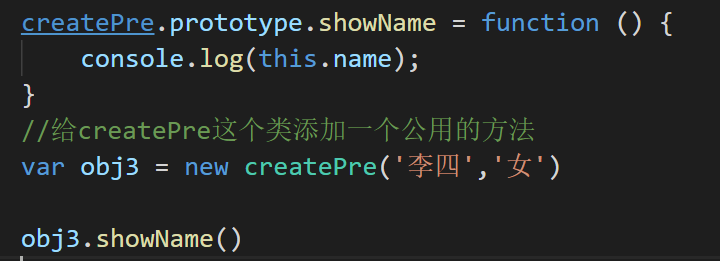 createPre.prototype.showName = function () {
    console.log(this.name);
}
//给createPre这个类添加一个公用的方法
var obj3 = new createPre('李四','女')
obj3.showName()